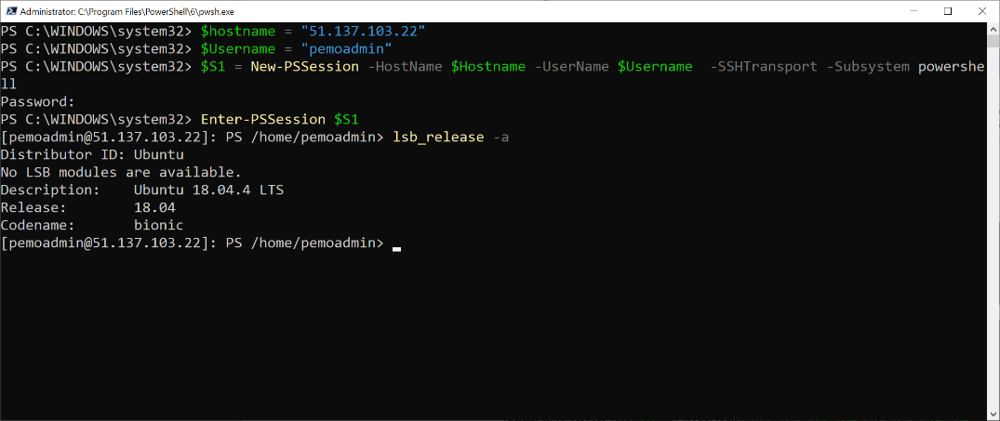 Administrator: C:\Program Files\PowerShell\6\pwsh.exe
PS C:\WINDOWS\system32> $hostname = "51.137.103.22"
PS C:\WINDOWS\system32> $Username = "pemoadmin"
PS C:\WINDOWS\system32> $S1 = New-PSSession -HostName $Hostname -UserName $Username  -SSHTransport -Subsystem powershe
ll
Password:
PS C:\WINDOWS\system32> Enter-PSSession $S1
[pemoadmin@51.137.103.22]: PS /home/pemoadmin> lsb_release -a
Distributor ID: Ubuntu
No LSB modules are available.
Description:    Ubuntu 18.04.4 LTS
Release:        18.04
Codename:       bionic
[pemoadmin@51.137.103.22]: PS /home/pemoadmin>